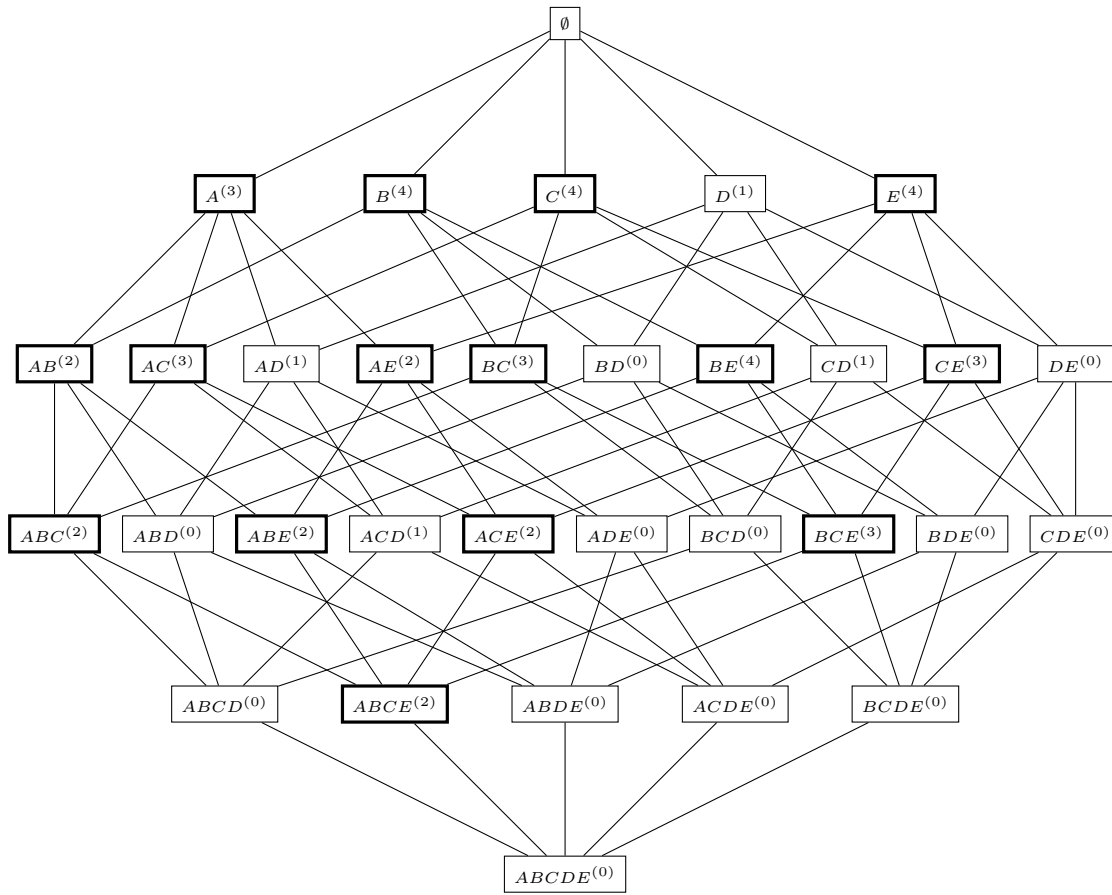 ∅
A^(3) B^(4) C^(4) D^(1) E^(4)
AB^(2) AC^(3) AD^(1) AE^(2) BC^(3) BD^(0) BE^(4) CD^(1) CE^(3) DE^(0)
ABC^(2) ABD^(0) ABE^(2) ACD^(1) ACE^(2) ADE^(0) BCD^(0) BCE^(3) BDE^(0) CDE^(0)
ABCD^(0) ABCE^(2) ABDE^(0) ACDE^(0) BCDE^(0)
ABCDE^(0)